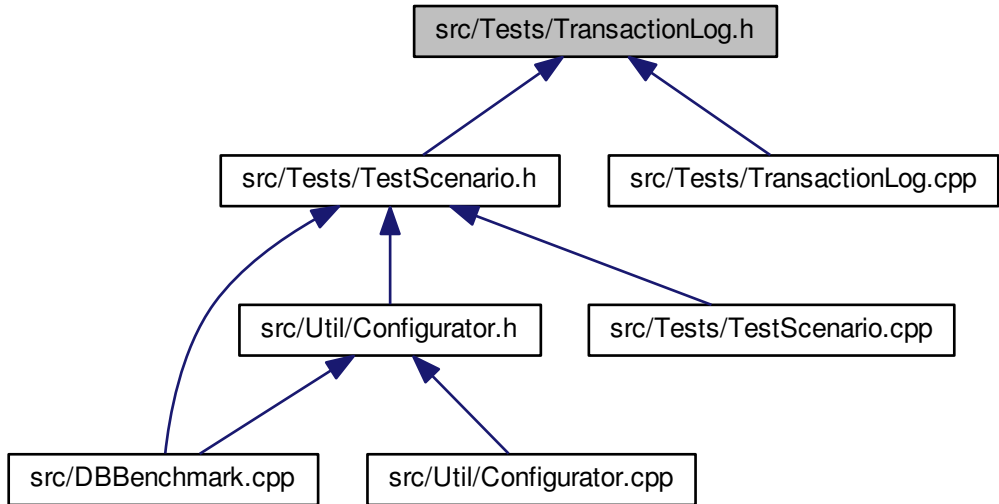 src/Tests/TransactionLog.h
src/Tests/TestScenario.h
src/Tests/TransactionLog.cpp
src/Util/Configurator.h
src/Tests/TestScenario.cpp
src/DBBenchmark.cpp
src/Util/Configurator.cpp